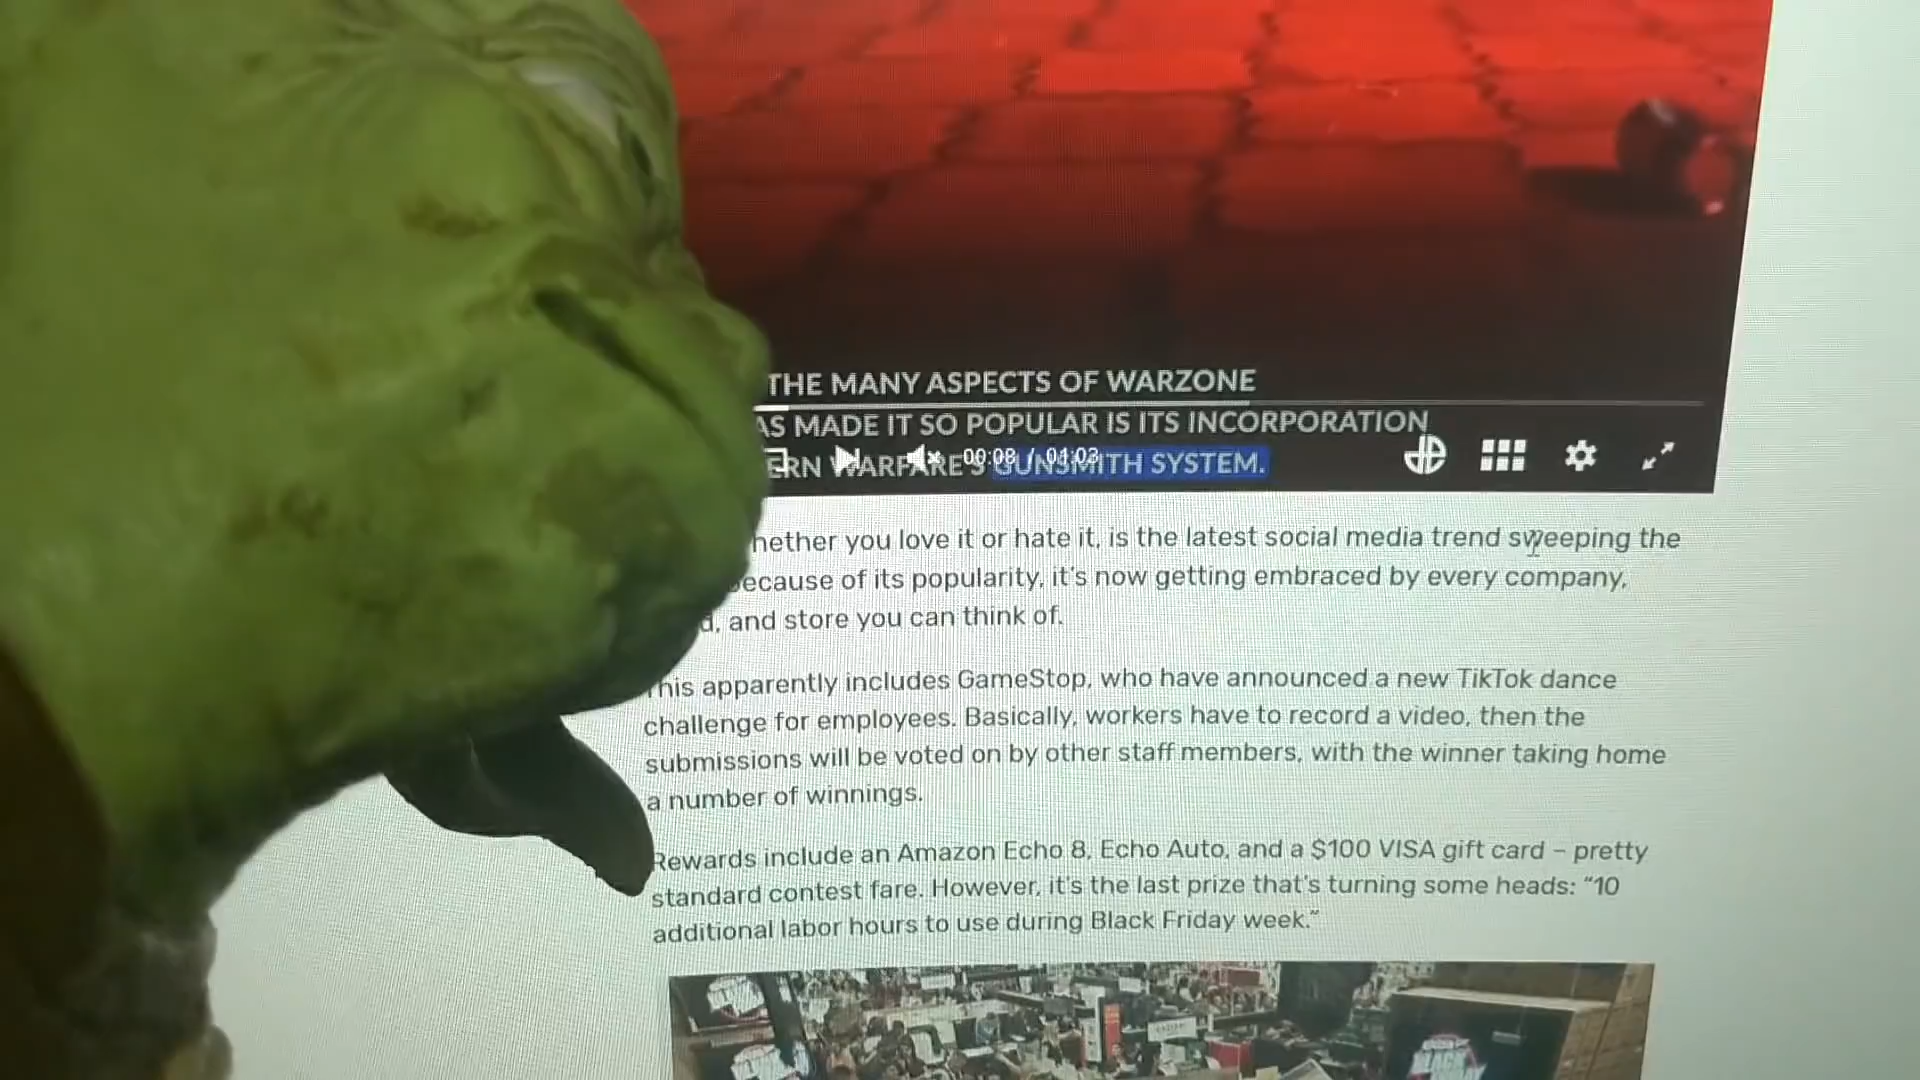 THE MANY ASPECTS OF WARZONE
AS MADE IT SO POPULAR IS ITS INCORPORATION
ERN WARFARE'S GUNSMITH SYSTEM.
00:08 / 01:03
hether you love it or hate it, is the latest social media trend sweeping the
ecause of its popularity, it's now getting embraced by every company,
d, and store you can think of.
his apparently includes GameStop, who have announced a new TikTok dance
challenge for employees. Basically, workers have to record a video, then the
submissions will be voted on by other staff members, with the winner taking home
a number of winnings.
Rewards include an Amazon Echo 8, Echo Auto, and a $100 VISA gift card – pretty
standard contest fare. However, it's the last prize that's turning some heads: “10
additional labor hours to use during Black Friday week.”